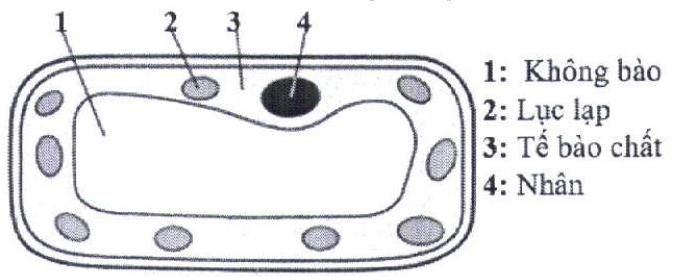 1 2 3 4
1: Không bào
2: Lục lạp
3: Tế bào chất
4: Nhân